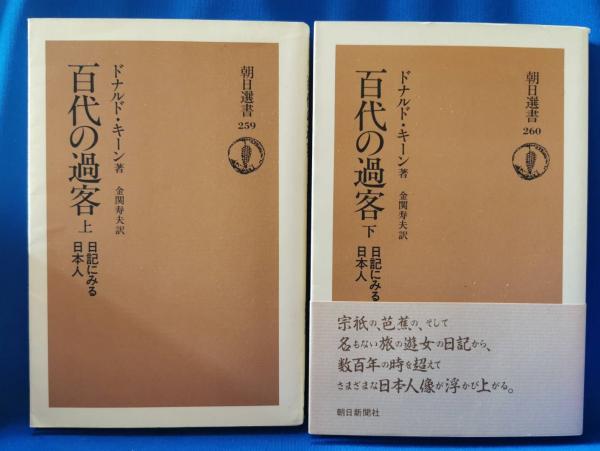 朝日選書
259
ドナルド・キーン著
金関寿夫訳
百代の過客 上
日記にみる
日本人
朝日選書
260
ドナルド・キーン著
金関寿夫訳
百代の過客 下
日記にみる
日本人
宗祇の、芭蕉の、そして
名もない旅の遊女の日記から、
数百年の時を超えて
さまざまな日本人像が浮かび上がる。
朝日新聞社